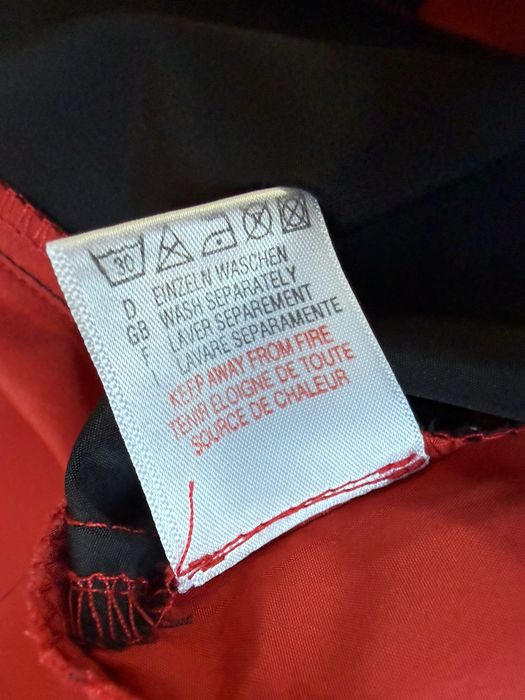 30
D EINZELN WASCHEN
GB WASH SEPARATELY
F LAVER SEPAREMENT
I LAVARE SEPARAMENTE
KEEP AWAY FROM FIRE
TENIR ELOIGNE DE TOUTE
SOURCE DE CHALEUR